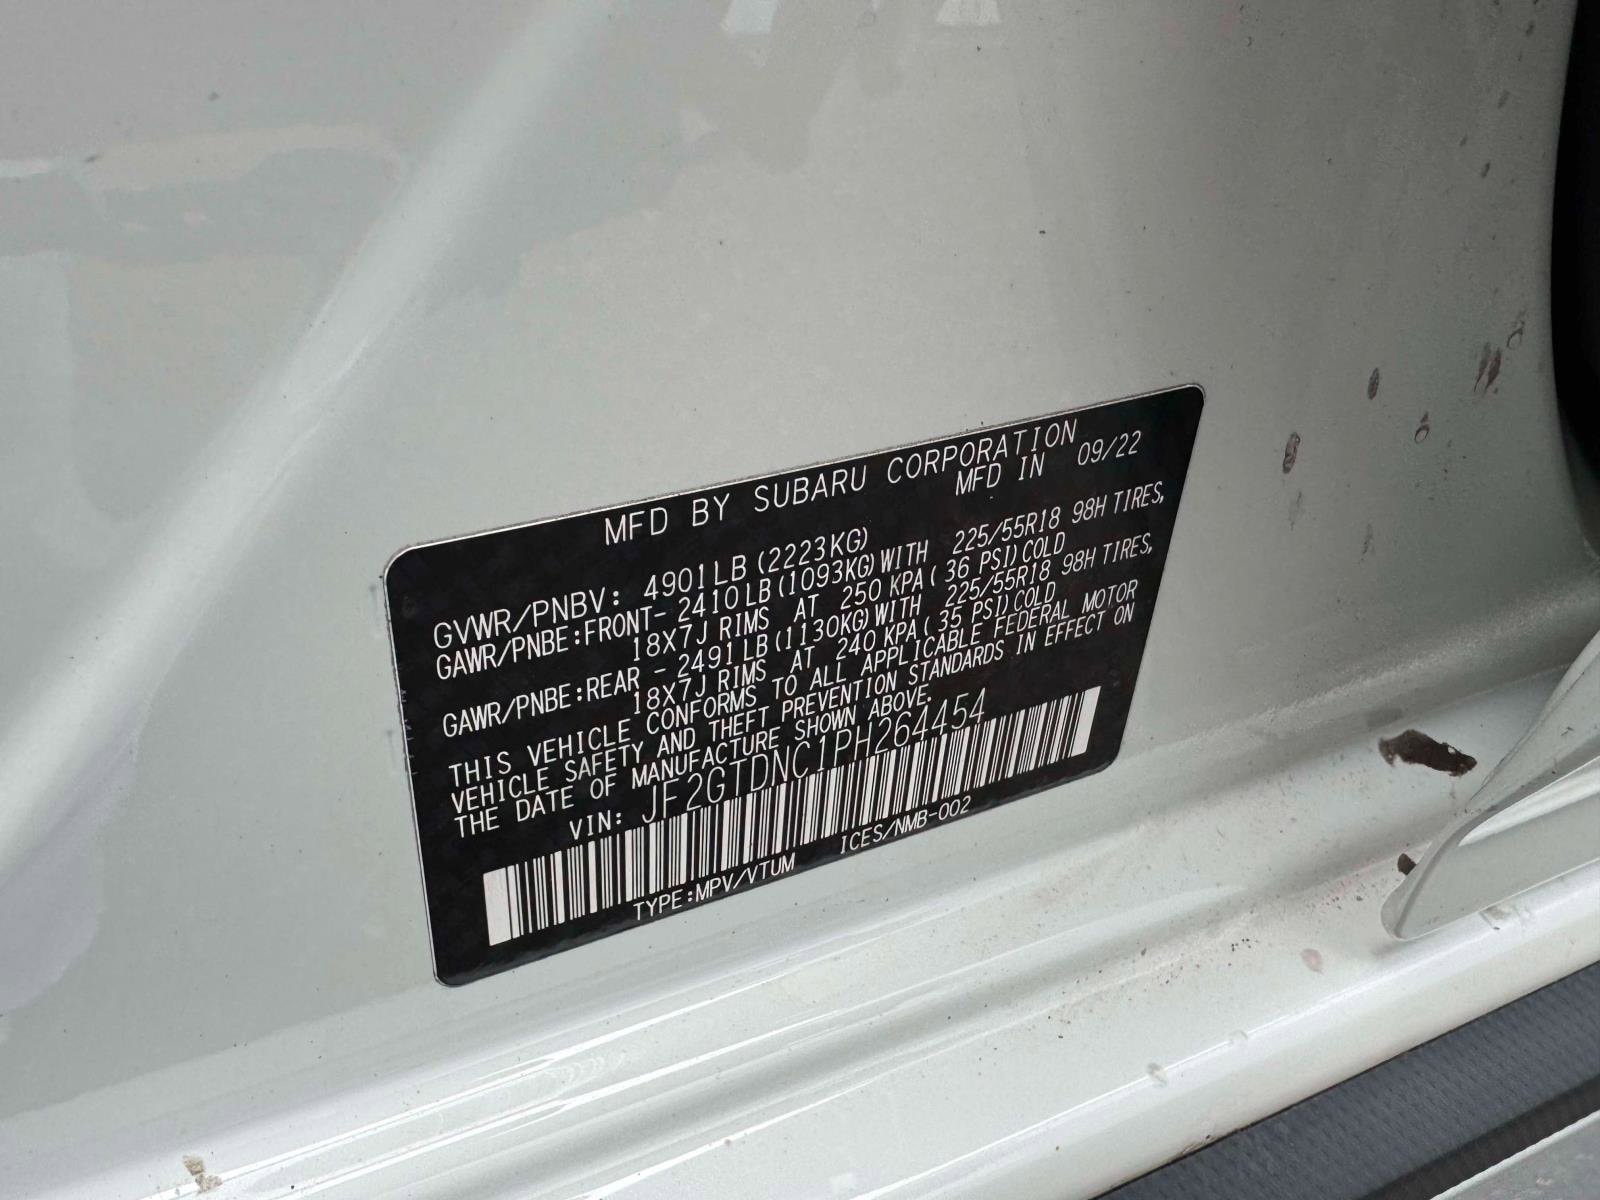 MFD BY SUBARU CORPORATION
MFD IN 09/22
GVWR/PNBV: 4901LB(2223KG)
GAWR/PNBE:FRONT-2410LB(1093KG)WITH 225/55R18 98H TIRES,
18X7J RIMS AT 250 KPA( 36 PSI)COLD
GAWR/PNBE:REAR -2491LB(1130KG)WITH 225/55R18 98H TIRES,
18X7J RIMS AT 240 KPA( 35 PSI)COLD
THIS VEHICLE CONFORMS TO ALL APPLICABLE FEDERAL MOTOR
VEHICLE SAFETY AND THEFT PREVENTION STANDARDS IN EFFECT ON
THE DATE OF MANUFACTURE SHOWN ABOVE.
VIN: JF2GTDNC1PH264454
TYPE:MPV/VTUM ICES/NMB-002